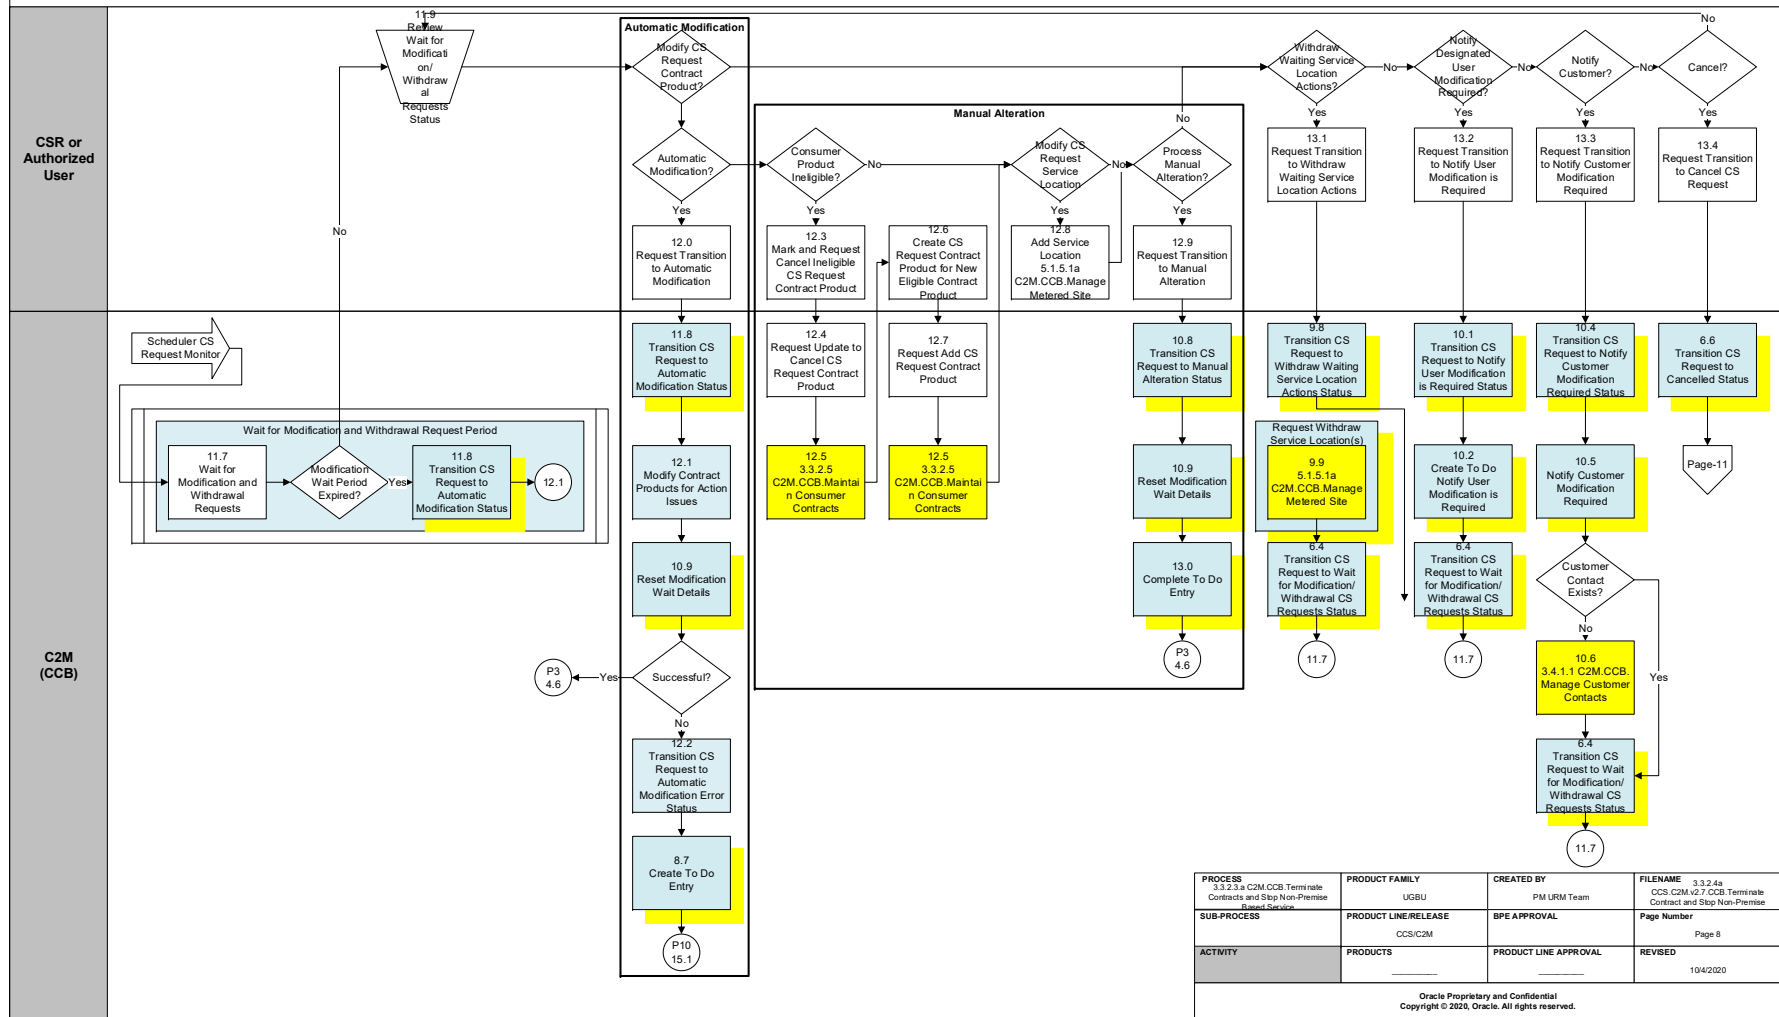 CSR or
Authorized
User
C2M
(CCB)
11.9
Review
Wait for
Modificati
on/
Withdraw
al
Requests
Status
No
Automatic Modification
Modify CS
Request
Contract
Product?
Automatic
Modification?
Yes
12.0
Request Transition
to Automatic
Modification
Manual Alteration
Consumer
Product
Ineligible?
No
Yes
12.3
Mark and Request
Cancel Ineligible
CS Request
Contract Product
12.6
Create CS
Request Contract
Product for New
Eligible Contract
Product
Modify CS
Request
Service
Location
No
Yes
12.8
Add Service
Location
5.1.5.1a
C2M.CCB.Manage
Metered Site
No
Process
Manual
Alteration?
Yes
12.9
Request Transition
to Manual
Alteration
Withdraw
Waiting Service
Location
Actions?
No
Yes
13.1
Request Transition
to Withdraw
Waiting Service
Location Actions
Notify
Designated
User
Modification
Required?
No
Yes
13.2
Request Transition
to Notify User
Modification is
Required
Notify
Customer?
No
Yes
13.3
Request Transition
to Notify Customer
Modification
Required
No
Cancel?
Yes
13.4
Request Transition
to Cancel CS
Request
Scheduler CS
Request Monitor
Wait for Modification and Withdrawal Request Period
11.7
Wait for
Modification and
Withdrawal
Requests
Modification
Wait Period
Expired?
Yes
11.8
Transition CS
Request to
Automatic
Modification Status
12.1
11.8
Transition CS
Request to
Automatic
Modification Status
12.1
Modify Contract
Products for Action
Issues
10.9
Reset Modification
Wait Details
Successful?
Yes
P3
4.6
No
12.2
Transition CS
Request to
Automatic
Modification Error
Status
8.7
Create To Do
Entry
P10
15.1
12.4
Request Update to
Cancel CS
Request Contract
Product
12.5
3.3.2.5
C2M.CCB.Maintai
n Consumer
Contracts
12.7
Request Add CS
Request Contract
Product
12.5
3.3.2.5
C2M.CCB.Maintai
n Consumer
Contracts
10.8
Transition CS
Request to Manual
Alteration Status
10.9
Reset Modification
Wait Details
13.0
Complete To Do
Entry
P3
4.6
9.8
Transition CS
Request to
Withdraw Waiting
Service Location
Actions Status
Request Withdraw
Service Location(s)
9.9
5.1.5.1a
C2M.CCB.Manage
Metered Site
6.4
Transition CS
Request to Wait
for Modification/
Withdrawal CS
Requests Status
11.7
10.1
Transition CS
Request to Notify
User Modification
is Required Status
10.2
Create To Do
Notify User
Modification is
Required
6.4
Transition CS
Request to Wait
for Modification/
Withdrawal CS
Requests Status
11.7
10.4
Transition CS
Request to Notify
Customer
Modification
Required Status
10.5
Notify Customer
Modification
Required
Customer
Contact
Exists?
No
Yes
10.6
3.4.1.1 C2M.CCB.
Manage Customer
Contacts
6.4
Transition CS
Request to Wait
for Modification/
Withdrawal CS
Requests Status
11.7
6.6
Transition CS
Request to
Cancelled Status
Page-11
PROCESS
3.3.2.3.a C2M.CCB.Terminate
Contracts and Stop Non-Premise
Based Service
PRODUCT FAMILY
UGBU
CREATED BY
PM URM Team
FILENAME 3.3.2.4a
CCS.C2M.v2.7.CCB.Terminate
Contract and Stop Non-Premise
SUB-PROCESS
PRODUCT LINE/RELEASE
CCS/C2M
BPE APPROVAL
Page Number
Page 8
ACTIVITY
PRODUCTS
PRODUCT LINE APPROVAL
REVISED
10/4/2020
Oracle Proprietary and Confidential
Copyright © 2020, Oracle. All rights reserved.